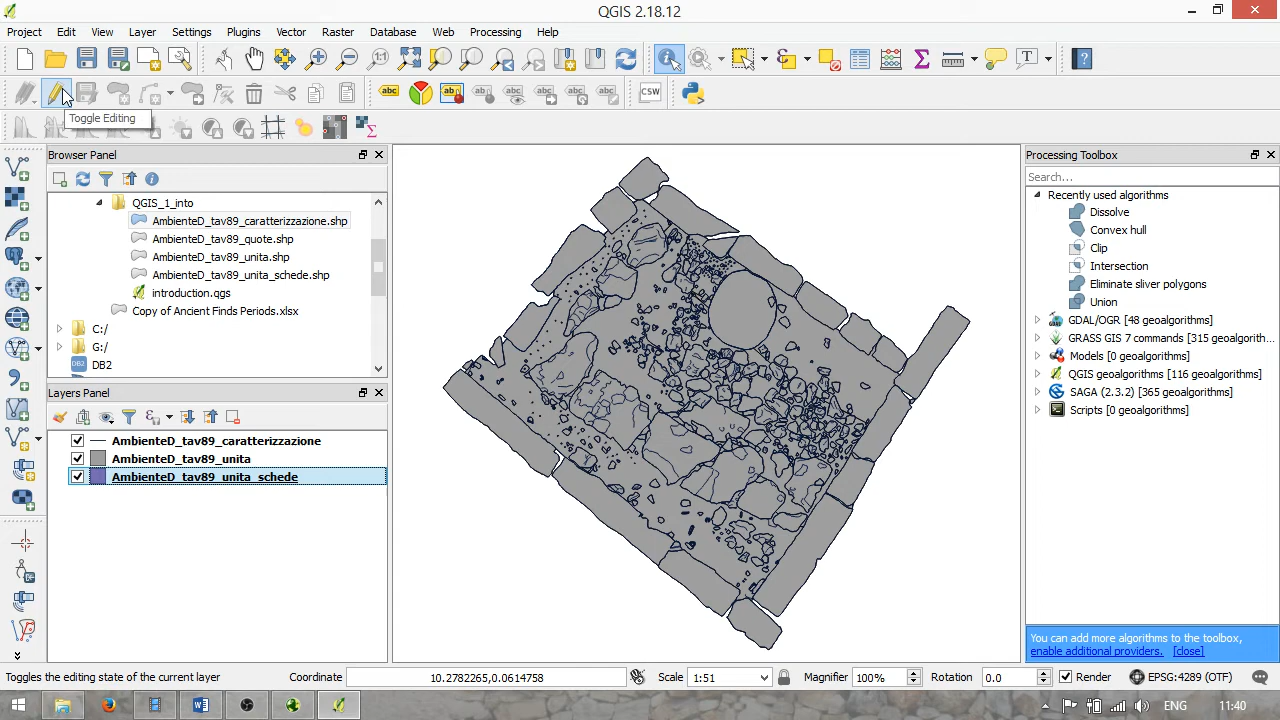 QGIS 2.18.12
Project Edit View Layer Settings Plugins Vector Raster Database Web Processing Help
abc abc CSW
Toggle Editing
Browser Panel
QGIS_1_into
AmbienteD_tav89_caratterizzazione.shp
AmbienteD_tav89_quote.shp
AmbienteD_tav89_unita.shp
AmbienteD_tav89_unita_schede.shp
introduction.qgs
Copy of Ancient Finds Periods.xlsx
C:/
G:/
DB2 DB2
Layers Panel
AmbienteD_tav89_caratterizzazione
AmbienteD_tav89_unita
AmbienteD_tav89_unita_schede
Processing Toolbox
Search...
Recently used algorithms
Dissolve
Convex hull
Clip
Intersection
Eliminate sliver polygons
Union
GDAL/OGR [48 geoalgorithms]
GRASS GIS 7 commands [315 geoalgorith...
Models [0 geoalgorithms]
QGIS geoalgorithms [116 geoalgorithms]
SAGA (2.3.2) [365 geoalgorithms]
Scripts [0 geoalgorithms]
You can add more algorithms to the toolbox,
enable additional providers. [close]
Toggles the editing state of the current layer Coordinate 10.2782265,0.0614758 Scale 1:51 Magnifier 100% Rotation 0.0 Render EPSG:4289 (OTF)
ENG 11:40